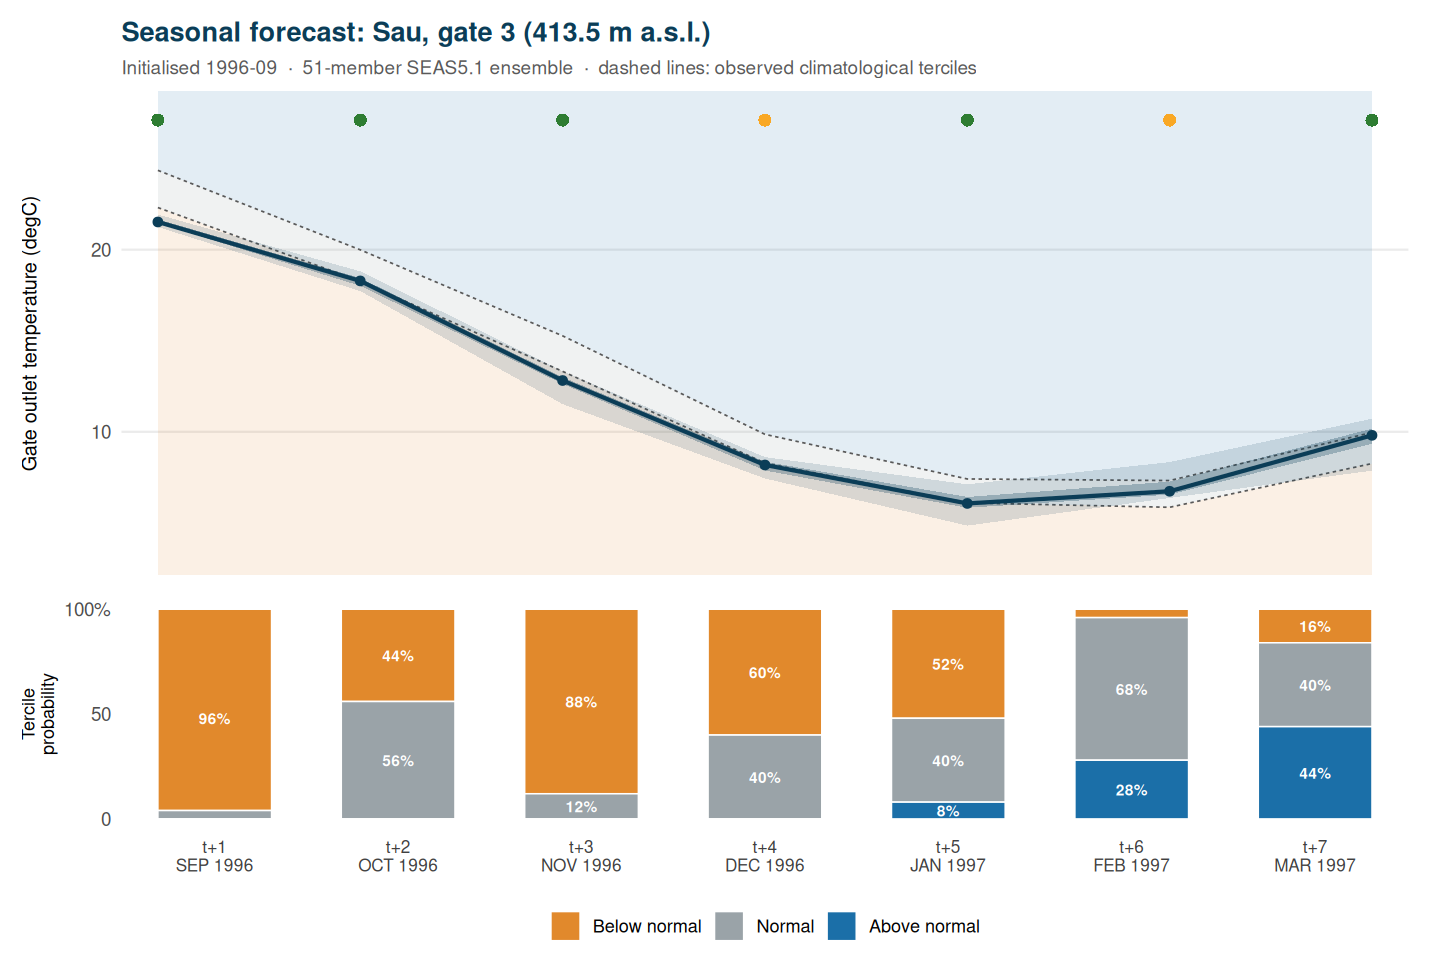 Seasonal forecast: Sau, gate 3 (413.5 m a.s.l.)
Initialised 1996-09 · 51-member SEAS5.1 ensemble · dashed lines: observed climatological terciles
Gate outlet temperature (degC)
20
10
Tercile
probability
100%
50
0
96%
44%
56%
88%
12%
60%
40%
52%
40%
8%
68%
28%
16%
40%
44%
t+1
SEP 1996
t+2
OCT 1996
t+3
NOV 1996
t+4
DEC 1996
t+5
JAN 1997
t+6
FEB 1997
t+7
MAR 1997
Below normal
Normal
Above normal